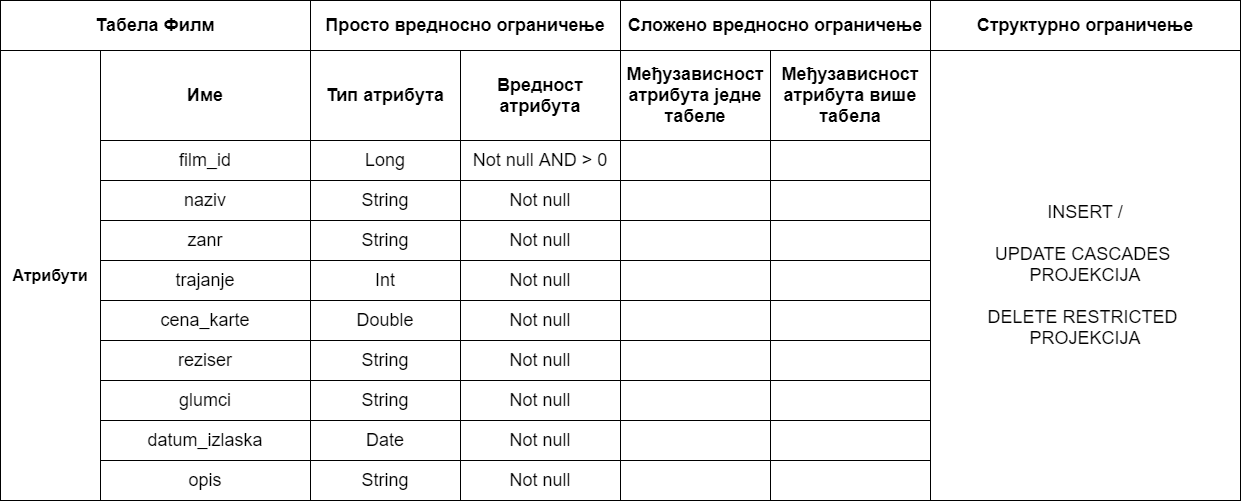 Табела Филм
Просто вредносно ограничење
Сложено вредносно ограничење
Структурно ограничење
Атрибути
Име
Тип атрибута
Вредност
атрибута
Међузависност
атрибута једне
табеле
Међузависност
атрибута више
табела
film_id
Long
Not null AND > 0
naziv
String
Not null
zanr
String
Not null
trajanje
Int
Not null
cena_karte
Double
Not null
reziser
String
Not null
glumci
String
Not null
datum_izlaska
Date
Not null
opis
String
Not null
INSERT /
UPDATE CASCADES
PROJEKCIJA
DELETE RESTRICTED
PROJEKCIJA